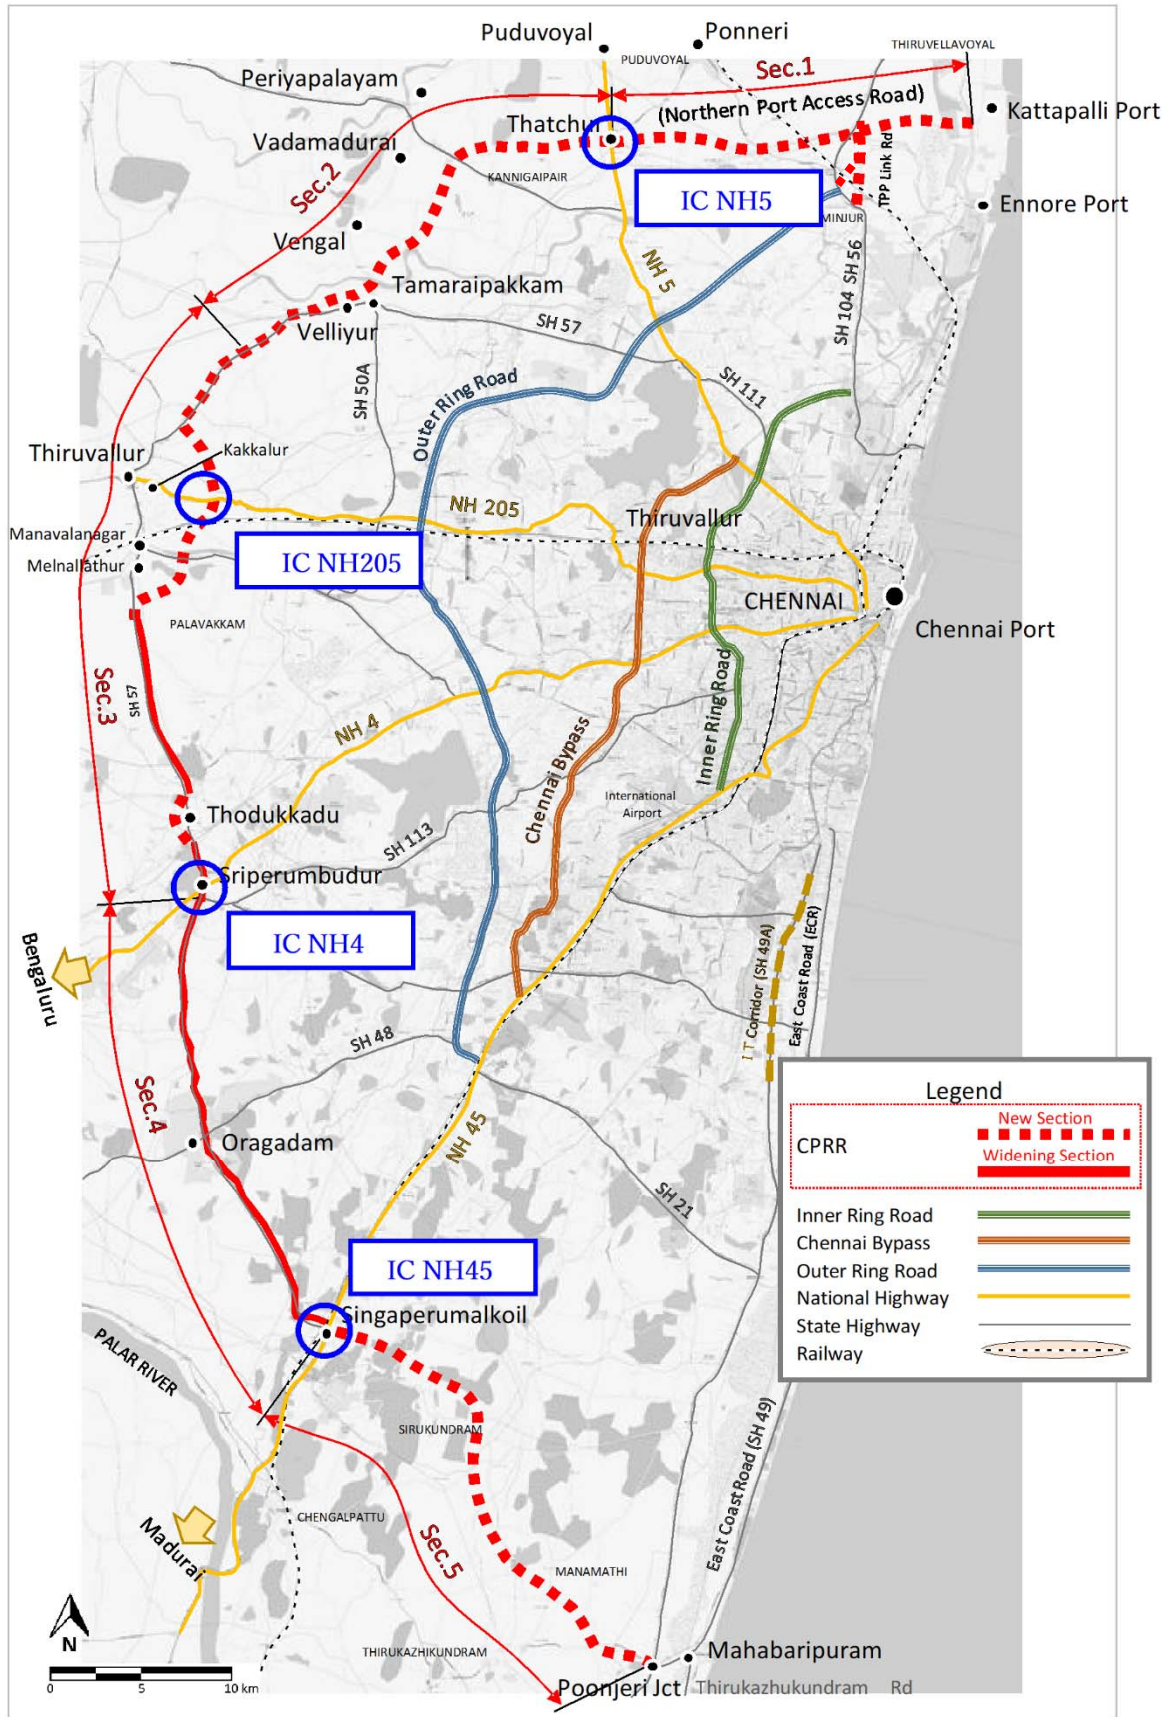 Puduvoyal
Ponneri
PUDUVOYAL
THIRUVELLAVOYAL
Sec.1
Periyapalayam
(Northern Port Access Road)
Kattapalli Port
Thatchur
Vadamadurai
Sec.2
KANNIGAIPAIR
TPP Link Rd
IC NH5
Ennore Port
MINJUR
Vengal
NH 5
SH 104 SH 56
Tamaraipakkam
Velliyur
SH 57
SH 50A
SH 111
Outer Ring Road
Thiruvallur
Kakkalur
NH 205
Thiruvallur
Manavalanagar
Melnallathur
IC NH205
CHENNAI
PALAVAKKAM
Chennai Port
Sec.3
SH 57
Inner Ring Road
NH 4
Chennai Bypass
International
Airport
Thodukkadu
SH 113
Sriperumbudur
IC NH4
Bengaluru
I T Corridor (SH 49A)
East Coast Road (ECR)
SH 48
Sec.4
Oragadam
NH 45
SH 21
Legend
New Section
CPRR
Widening Section
Inner Ring Road
Chennai Bypass
Outer Ring Road
National Highway
State Highway
Railway
IC NH45
Singaperumalkoil
PALAR RIVER
SIRUKUNDRAM
East Coast Road (SH 49)
CHENGALPATTU
Madurai
Sec.5
MANAMATHI
N
THIRUKAZHIKUNDRAM
Mahabaripuram
0 5 10 km
Poonjeri Jct Thirukazhukundram Rd